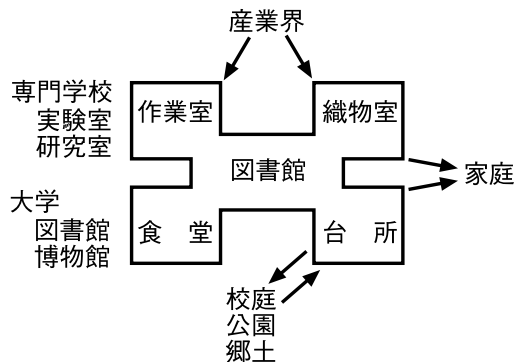 産業界
専門学校
実験室
研究室
作業室
織物室
図書館
家庭
大学
図書館
博物館
食　堂
台　所
校庭
公園
郷土